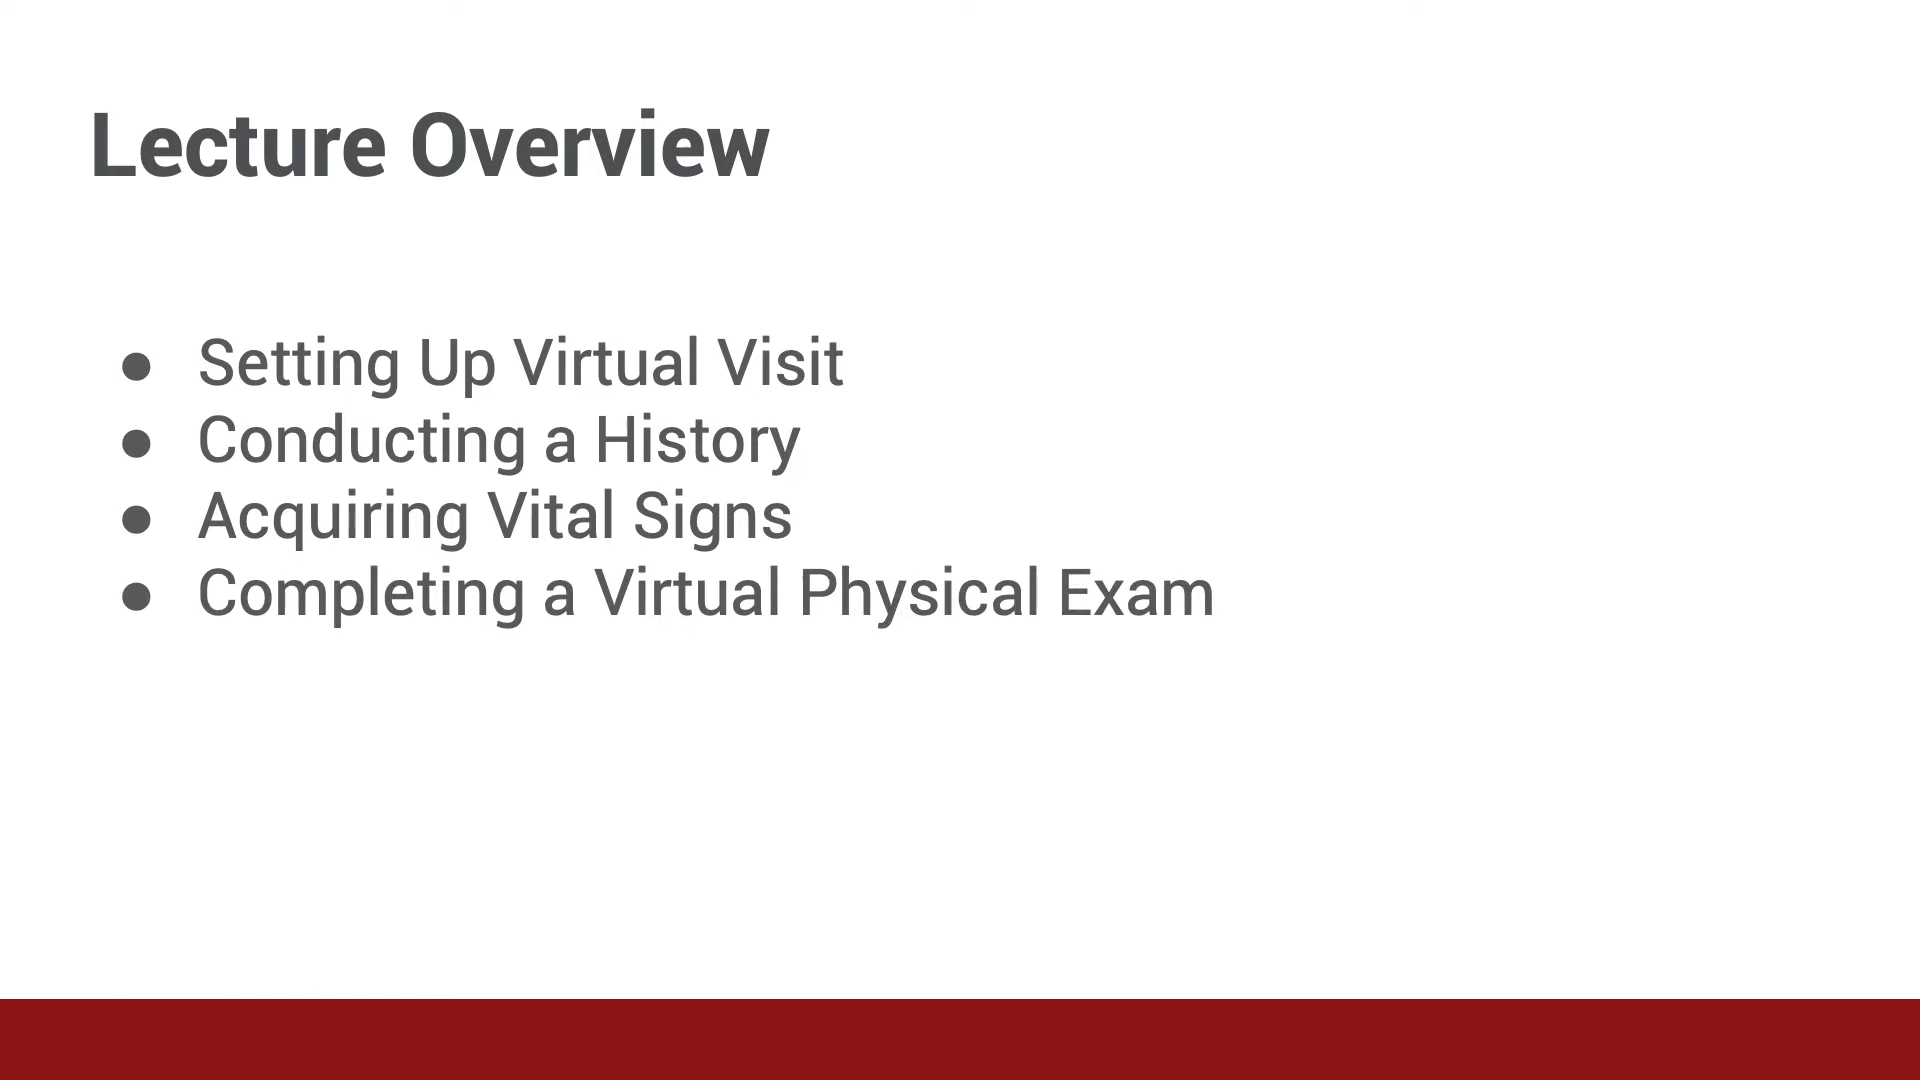 Lecture Overview
● Setting Up Virtual Visit
● Conducting a History
● Acquiring Vital Signs
● Completing a Virtual Physical Exam